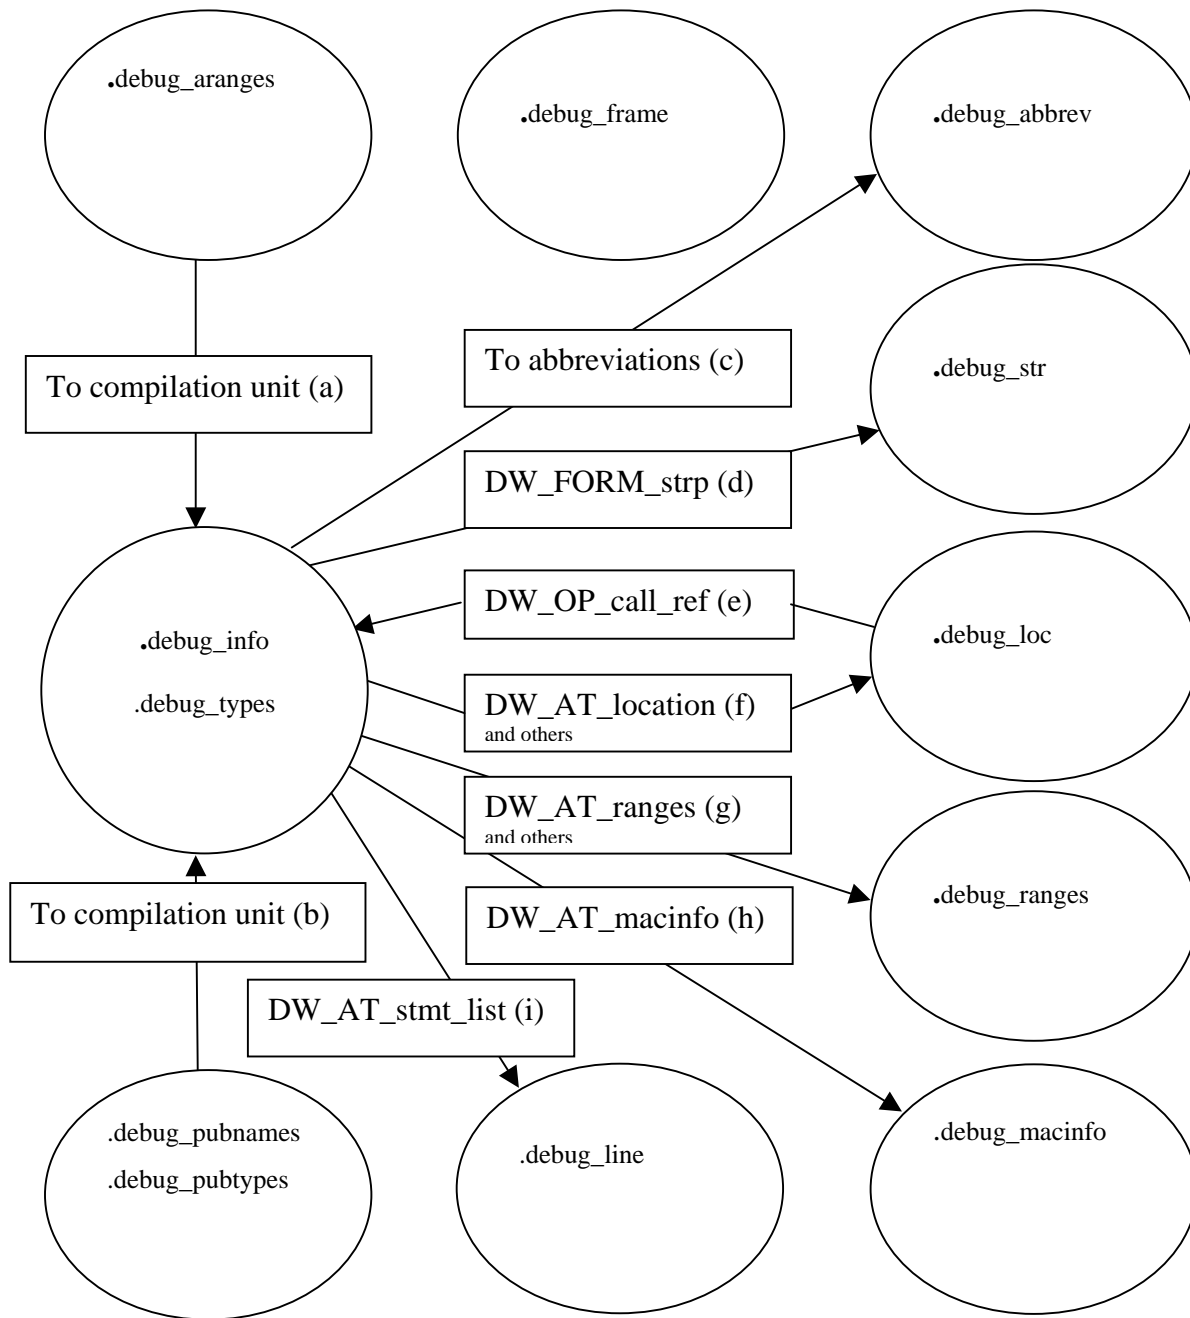 .debug_aranges
.debug_frame
.debug_abbrev
To compilation unit (a)
To abbreviations (c)
.debug_str
DW_FORM_strp (d)
DW_OP_call_ref (e)
.debug_info
.debug_types
.debug_loc
DW_AT_location (f)
and others
DW_AT_ranges (g)
and others
.debug_ranges
To compilation unit (b)
DW_AT_macinfo (h)
DW_AT_stmt_list (i)
.debug_pubnames
.debug_pubtypes
.debug_line
.debug_macinfo